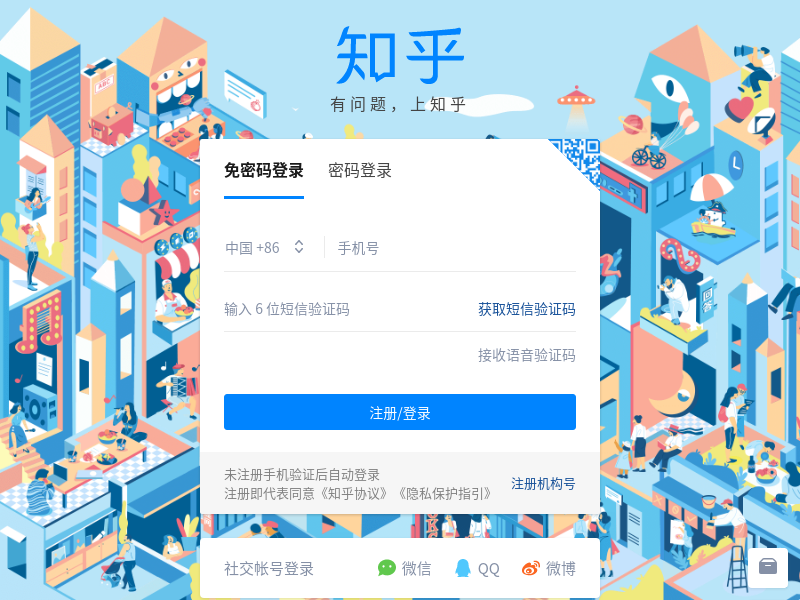 知乎
有问题，上知乎
免密码登录 密码登录
中国 +86 手机号
输入 6 位短信验证码 获取短信验证码
接收语音验证码
注册/登录
未注册手机验证后自动登录
注册即代表同意《知乎协议》《隐私保护指引》
注册机构号
社交帐号登录 微信 QQ 微博
ABC
回答